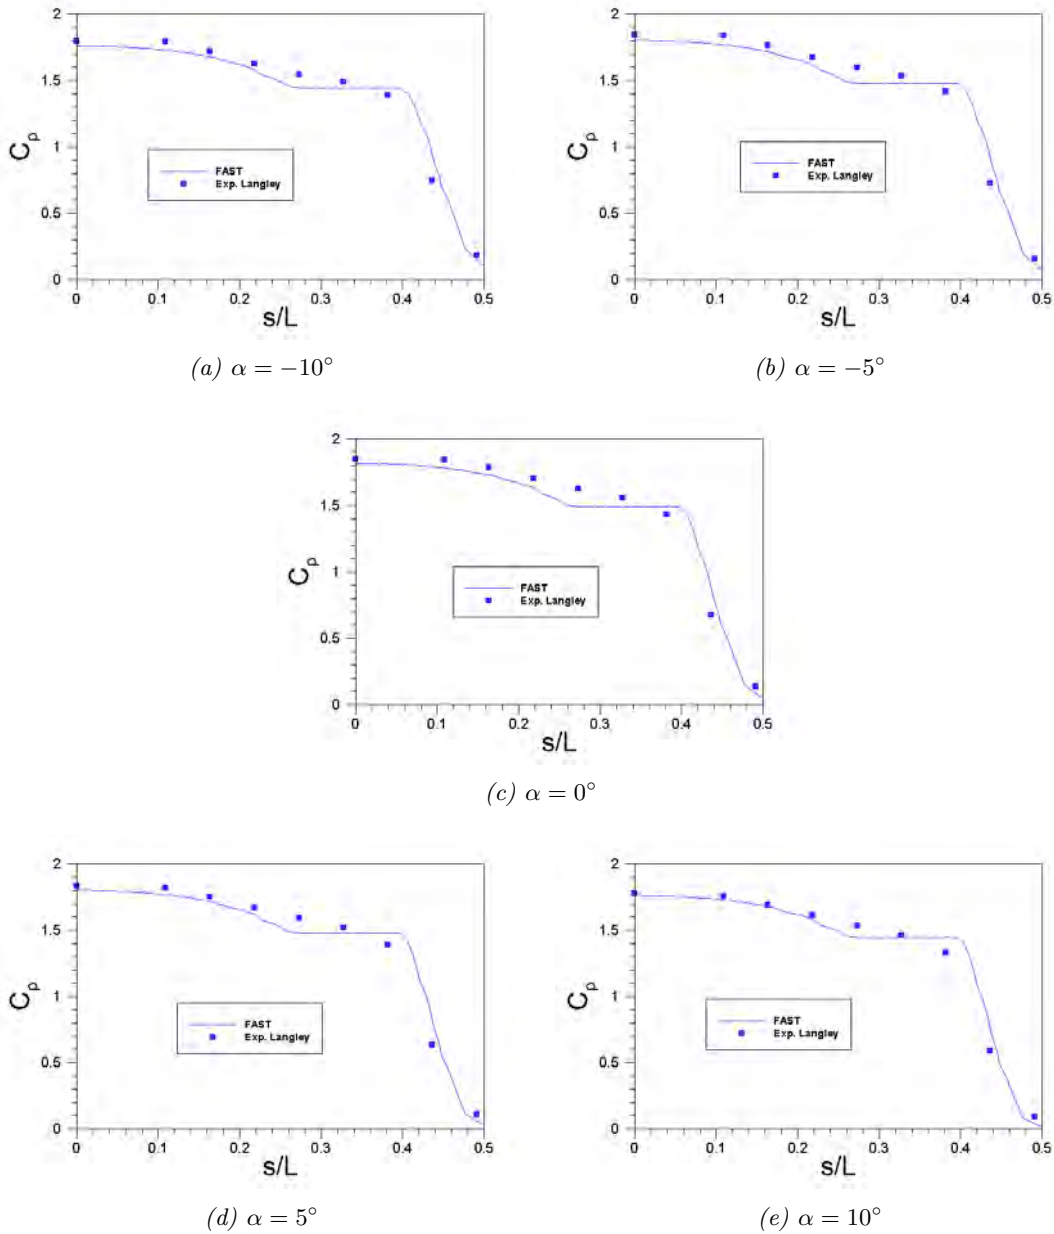 2
1.5
1
0.5
0
C_p
FAST
Exp. Langley
0 0.1 0.2 0.3 0.4 0.5
s/L
(a) α = −10°
2
1.5
1
0.5
0
C_p
FAST
Exp. Langley
0 0.1 0.2 0.3 0.4 0.5
s/L
(b) α = −5°
2
1.5
1
0.5
0
C_p
FAST
Exp. Langley
0 0.1 0.2 0.3 0.4 0.5
s/L
(c) α = 0°
2
1.5
1
0.5
0
C_p
FAST
Exp. Langley
0 0.1 0.2 0.3 0.4 0.5
s/L
(d) α = 5°
2
1.5
1
0.5
0
C_p
FAST
Exp. Langley
0 0.1 0.2 0.3 0.4 0.5
s/L
(e) α = 10°